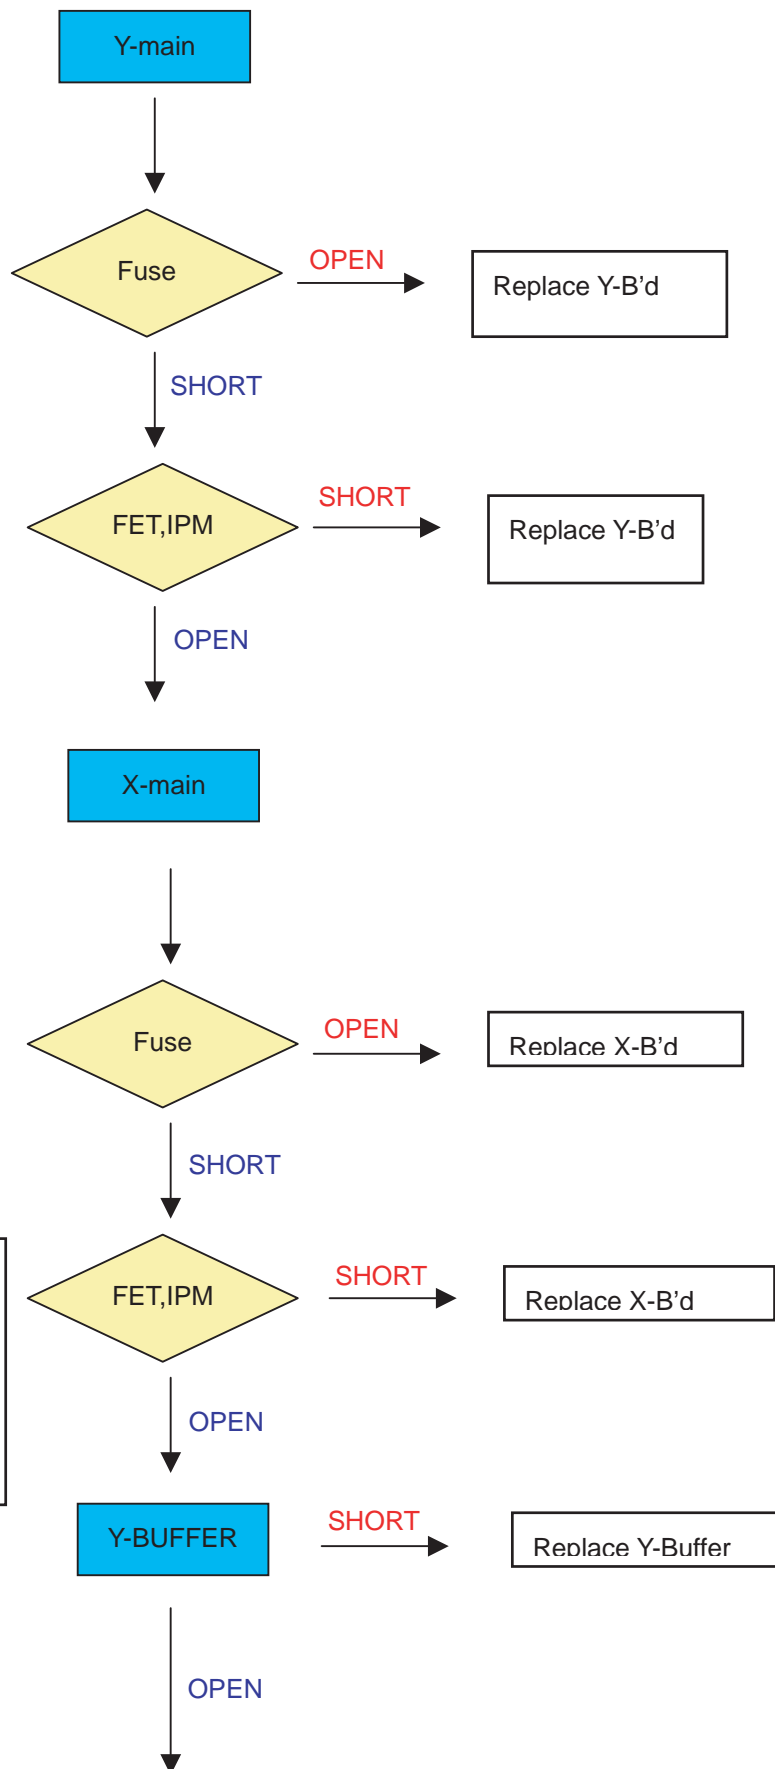 Y-main
Fuse
OPEN
Replace Y-B’d
SHORT
FET,IPM
SHORT
Replace Y-B’d
OPEN
X-main
Fuse
OPEN
Replace X-B’d
SHORT
FET,IPM
SHORT
Replace X-B’d
OPEN
Y-BUFFER
SHORT
Replace Y-Buffer
OPEN